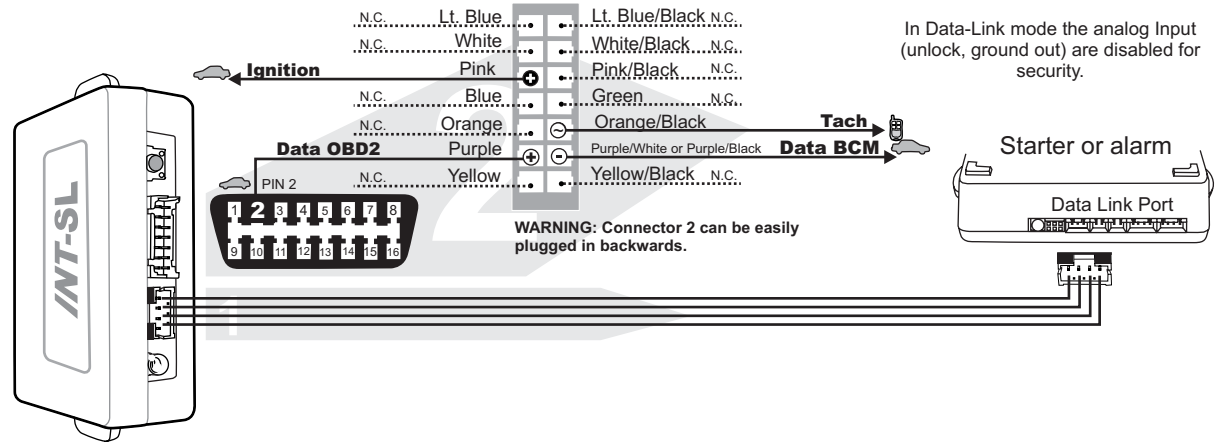 N.C. Lt. Blue Lt. Blue/Black N.C.
N.C. White White/Black N.C.
Ignition Pink Pink/Black N.C.
N.C. Blue Green N.C.
N.C. Orange Orange/Black Tach
Data OBD2 Purple Purple/White or Purple/Black Data BCM
PIN 2 N.C. Yellow Yellow/Black N.C.
1 2 3 4 5 6 7 8
9 10 11 12 13 14 15 16
WARNING: Connector 2 can be easily
plugged in backwards.
In Data-Link mode the analog Input
(unlock, ground out) are disabled for
security.
Starter or alarm
Data Link Port
INT-SL
2
1